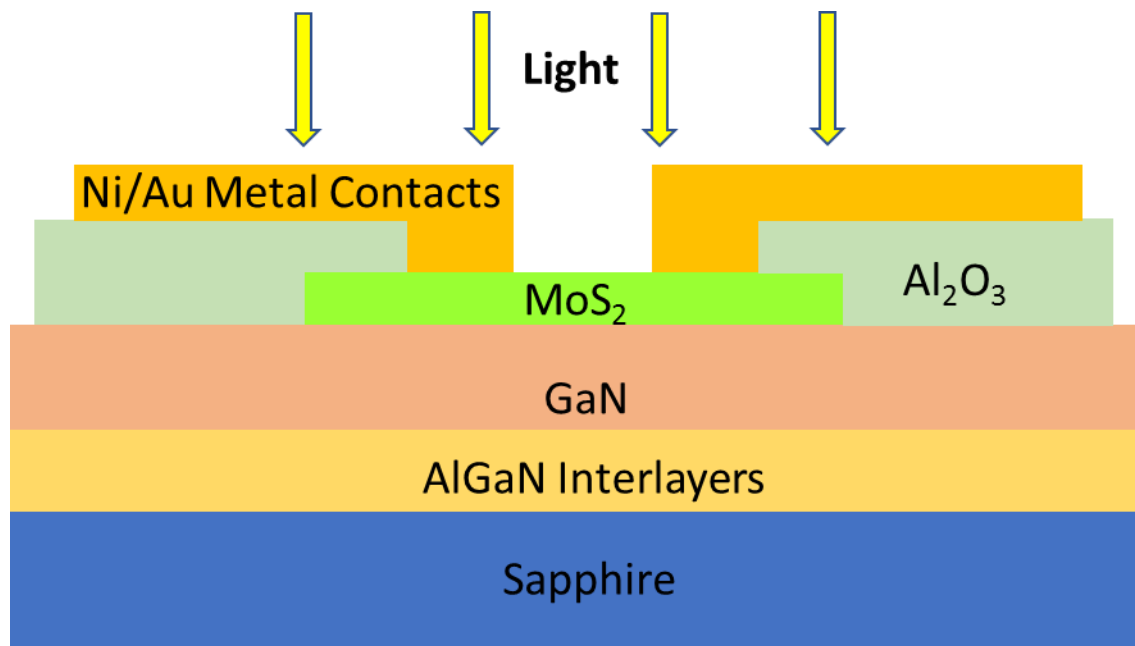 Light
Ni/Au Metal Contacts
Al₂O₃
MoS₂
GaN
AlGaN Interlayers
Sapphire